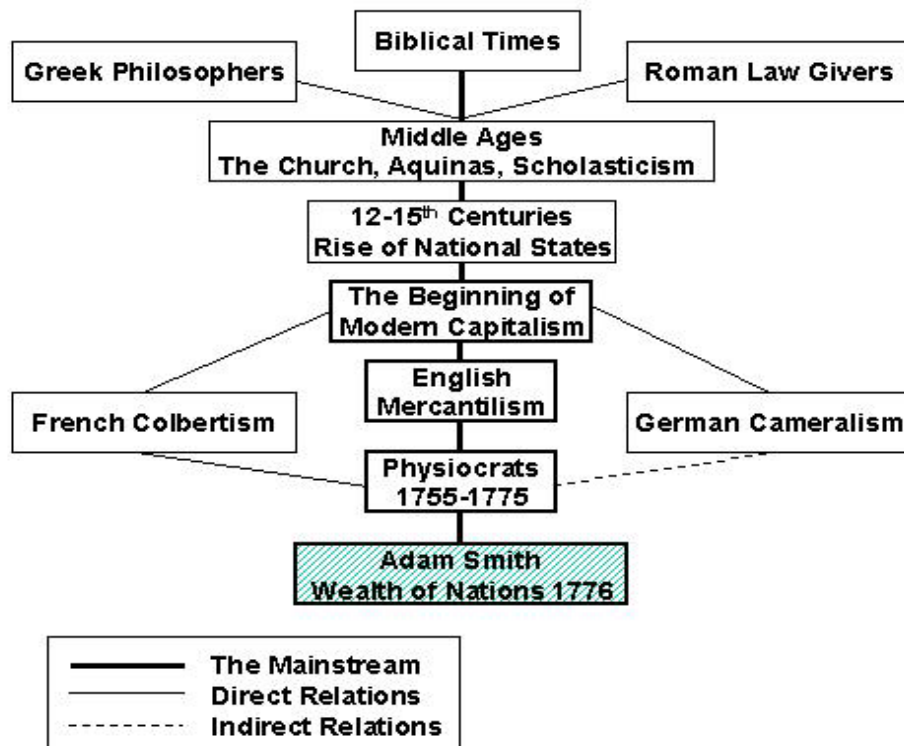 Biblical Times
Greek Philosophers
Roman Law Givers
Middle Ages
The Church, Aquinas, Scholasticism
12-15th Centuries
Rise of National States
The Beginning of
Modern Capitalism
English
Mercantilism
French Colbertism
German Cameralism
Physiocrats
1755-1775
Adam Smith
Wealth of Nations 1776
The Mainstream
Direct Relations
Indirect Relations